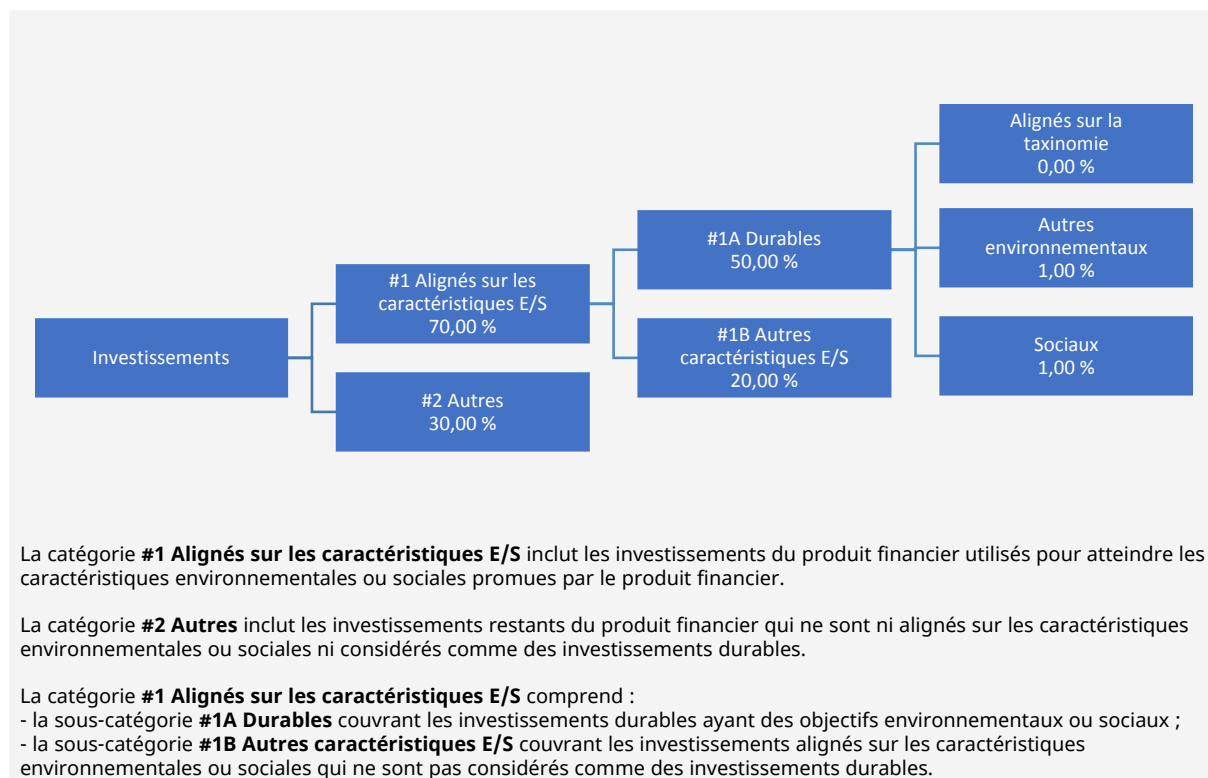 Investissements
#1 Alignés sur les
caractéristiques E/S
70,00 %
#2 Autres
30,00 %
#1A Durables
50,00 %
#1B Autres
caractéristiques E/S
20,00 %
Alignés sur la
taxinomie
0,00 %
Autres
environnementaux
1,00 %
Sociaux
1,00 %
La catégorie #1 Alignés sur les caractéristiques E/S inclut les investissements du produit financier utilisés pour atteindre les
caractéristiques environnementales ou sociales promues par le produit financier.
La catégorie #2 Autres inclut les investissements restants du produit financier qui ne sont ni alignés sur les caractéristiques
environnementales ou sociales ni considérés comme des investissements durables.
La catégorie #1 Alignés sur les caractéristiques E/S comprend :
- la sous-catégorie #1A Durables couvrant les investissements durables ayant des objectifs environnementaux ou sociaux ;
- la sous-catégorie #1B Autres caractéristiques E/S couvrant les investissements alignés sur les caractéristiques
environnementales ou sociales qui ne sont pas considérés comme des investissements durables.